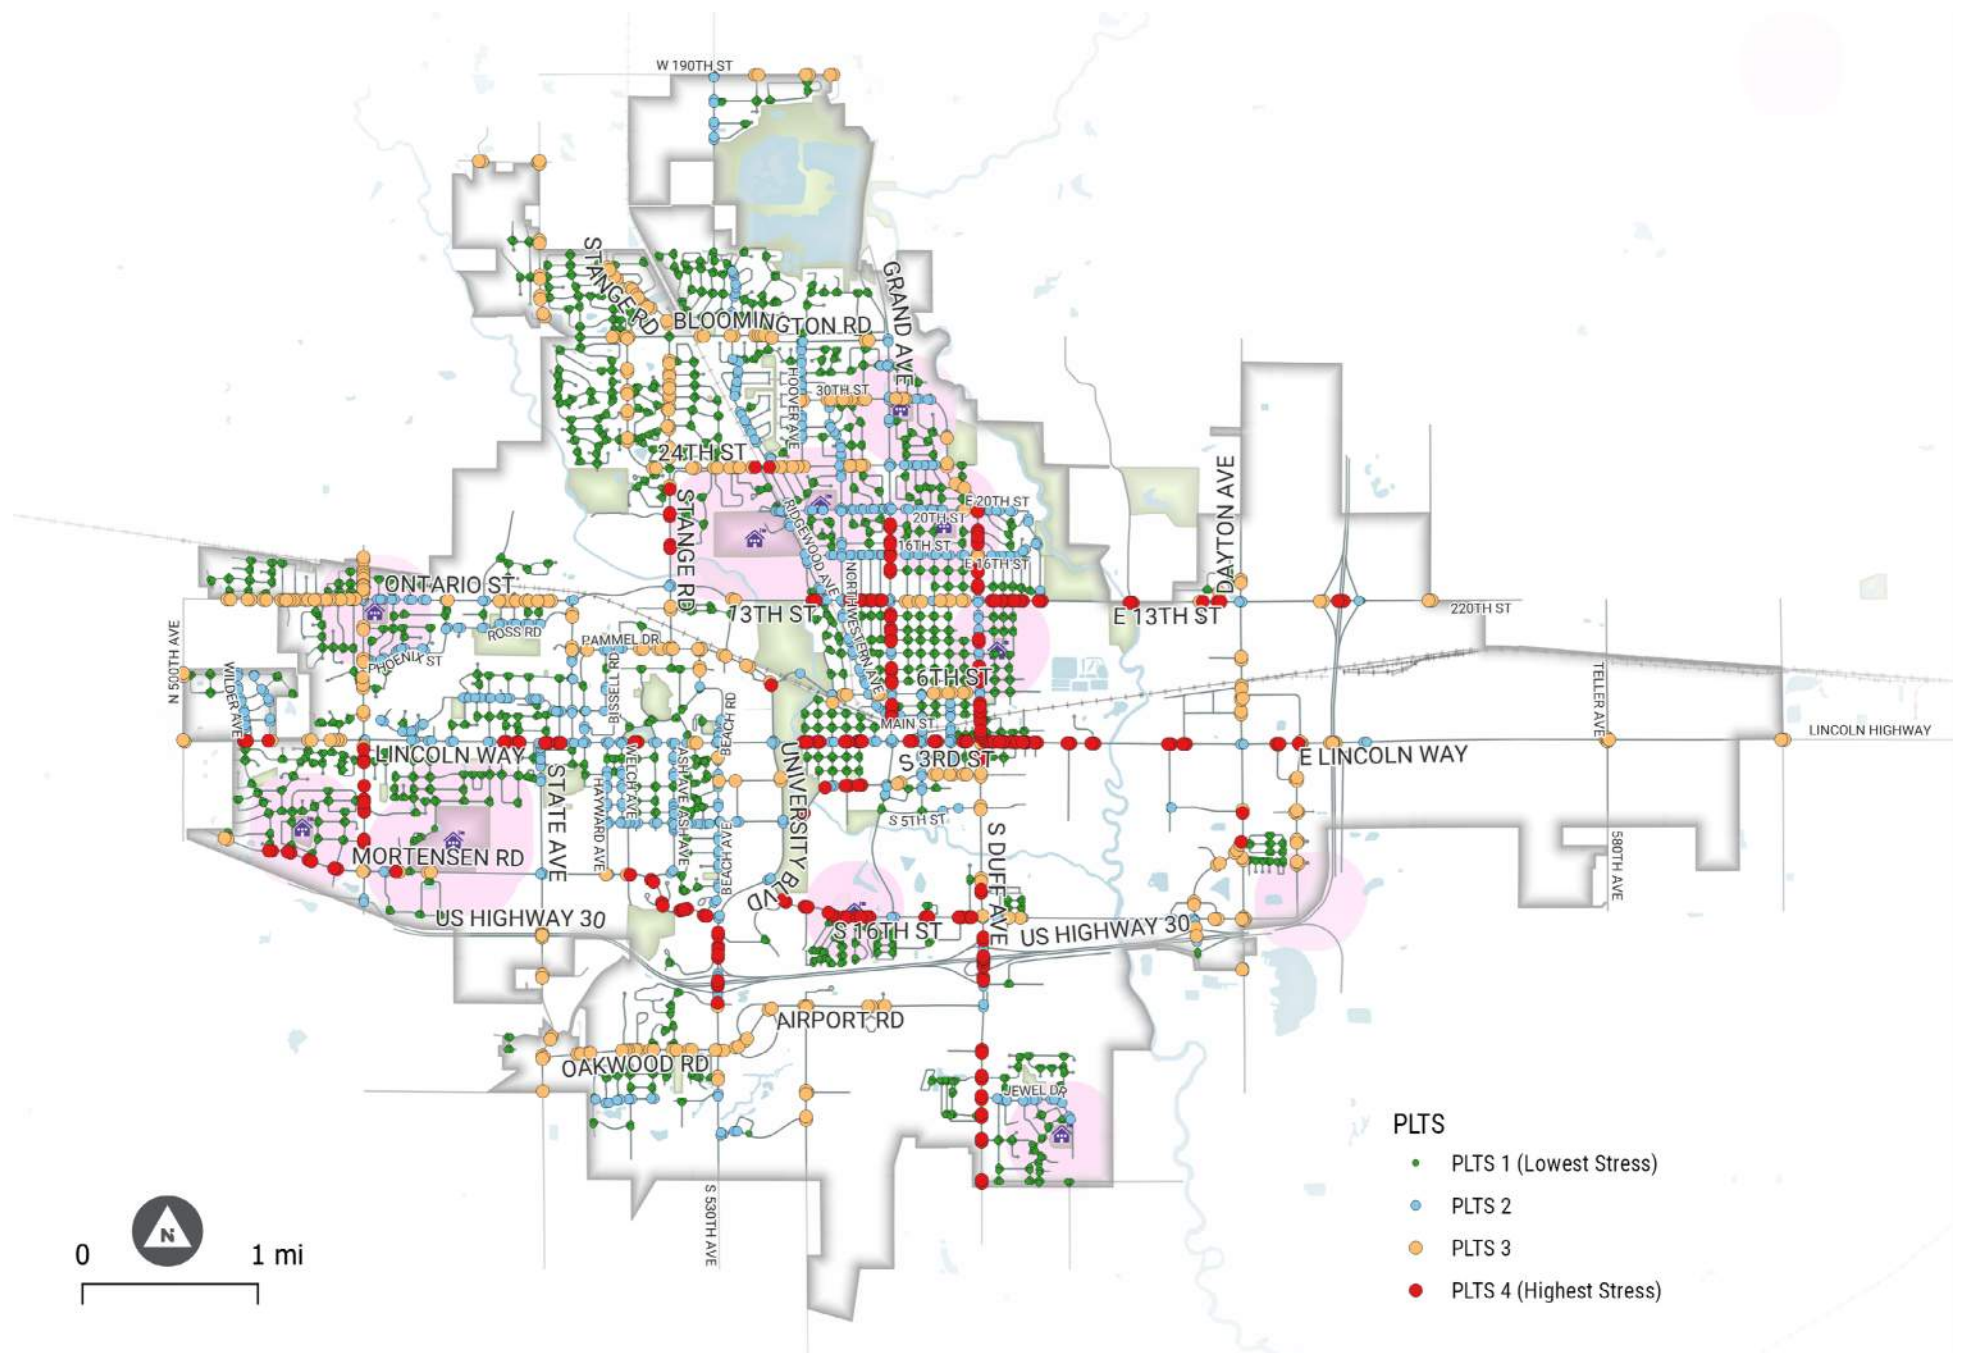 W 190TH ST
STANGE RD
GRAND AVE
BLOOMINGTON RD
HOOVER AVE
30TH ST
24TH ST
STANGE RD
RIDGEWOOD AVE
E 20TH ST
20TH ST
DAYTON AVE
16TH ST
E 16TH ST
NORTHWESTERN AVE
ONTARIO ST
13TH ST
E 13TH ST
220TH ST
N 500TH AVE
ROSS RD
PAMMEL DR
PHOENIX ST
WILDER AVE
BISSELL RD
6TH ST
TELLER AVE
BEACH RD
MAIN ST
LINCOLN HIGHWAY
LINCOLN WAY
S 3RD ST
E LINCOLN WAY
STATE AVE
HAYWARD AVE
WELCH AVE
ASH AVE
ASH AVE
UNIVERSITY BLVD
S 5TH ST
S DUFF AVE
BEACH AVE
580TH AVE
MORTENSEN RD
US HIGHWAY 30
S 16TH ST
US HIGHWAY 30
AIRPORT RD
OAKWOOD RD
JEWEL DR
S 530TH AVE
PLTS
PLTS 1 (Lowest Stress)
PLTS 2
PLTS 3
PLTS 4 (Highest Stress)
N
0 1 mi